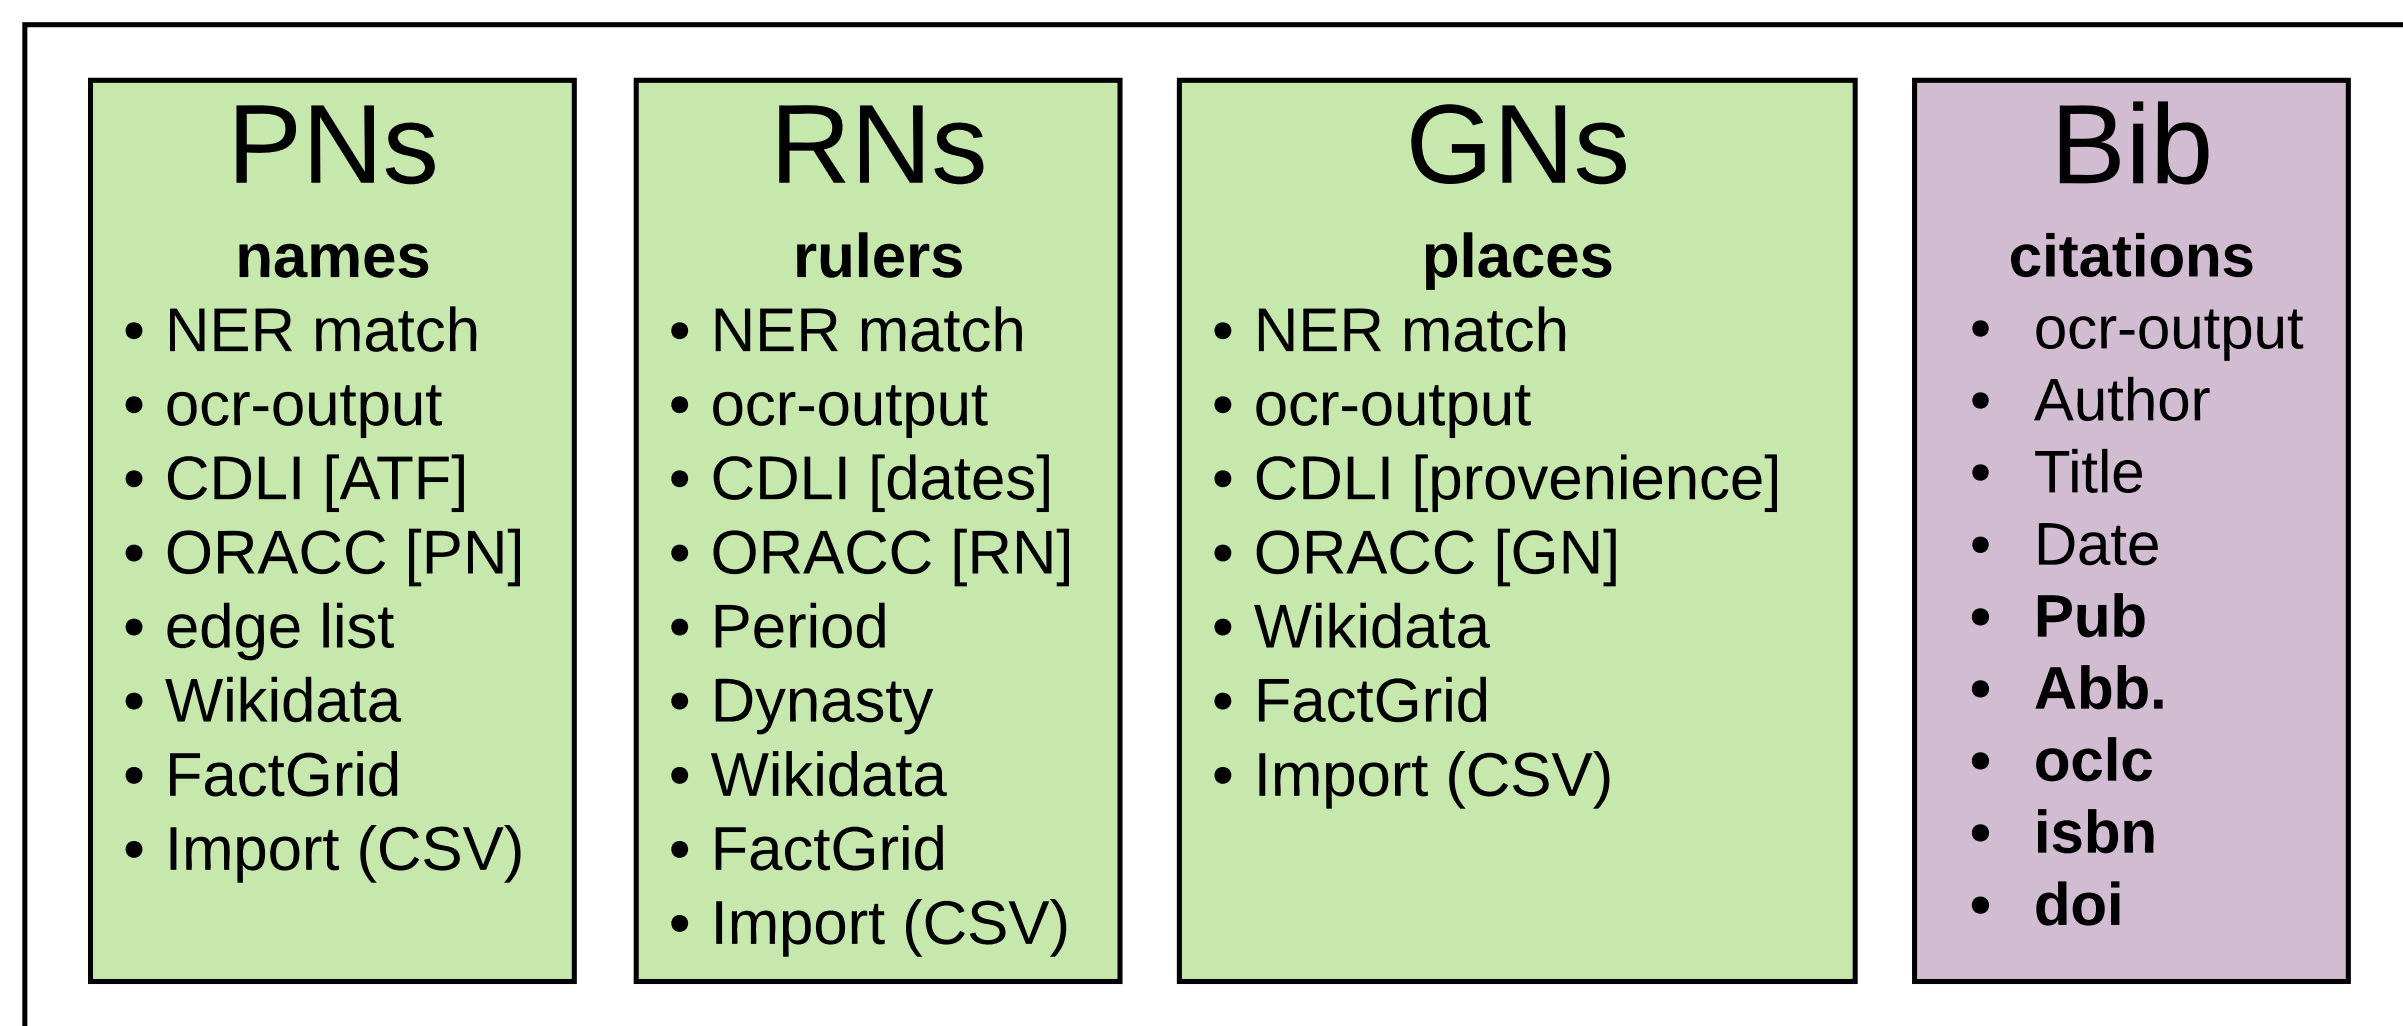 PNs
names
• NER match
• ocr-output
• CDLI [ATF]
• ORACC [PN]
• edge list
• Wikidata
• FactGrid
• Import (CSV)
RNs
rulers
• NER match
• ocr-output
• CDLI [dates]
• ORACC [RN]
• Period
• Dynasty
• Wikidata
• FactGrid
• Import (CSV)
GNs
places
• NER match
• ocr-output
• CDLI [provenience]
• ORACC [GN]
• Wikidata
• FactGrid
• Import (CSV)
Bib
citations
• ocr-output
• Author
• Title
• Date
• Pub
• Abb.
• oclc
• isbn
• doi